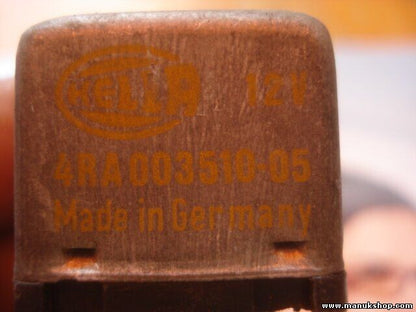 HELLA 12V
4RA 003510-05
Made in Germany
www.manukshop.com